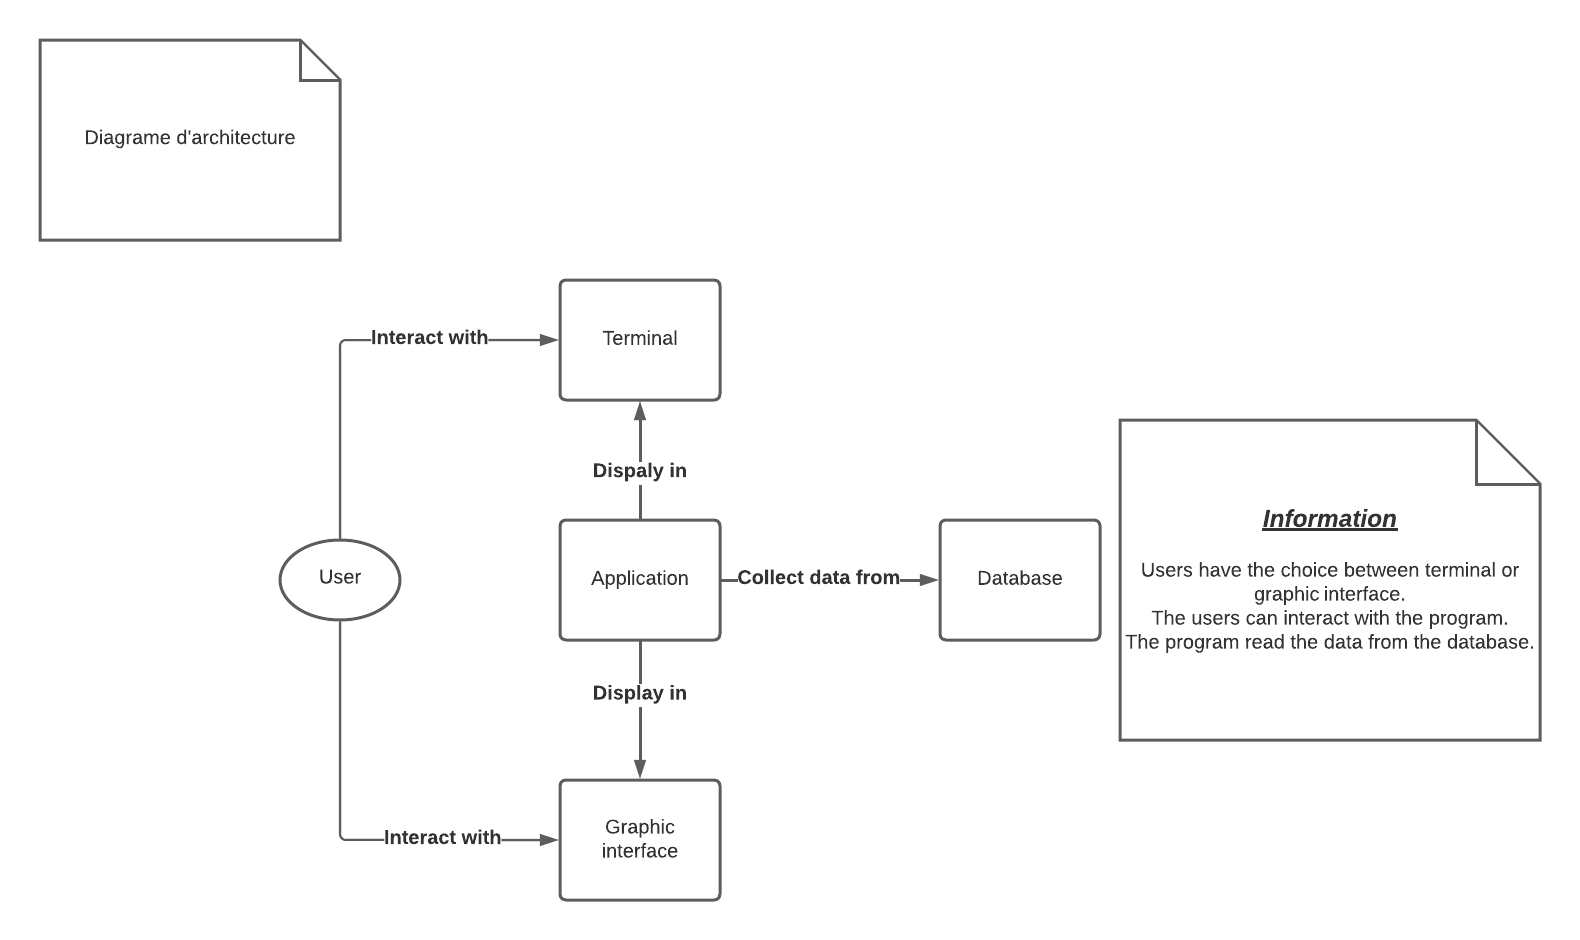 Diagrame d'architecture
Interact with
Terminal
Dispaly in
User
Application
Collect data from
Database
Information
Users have the choice between terminal or
graphic interface.
The users can interact with the program.
The program read the data from the database.
Display in
Interact with
Graphic
interface